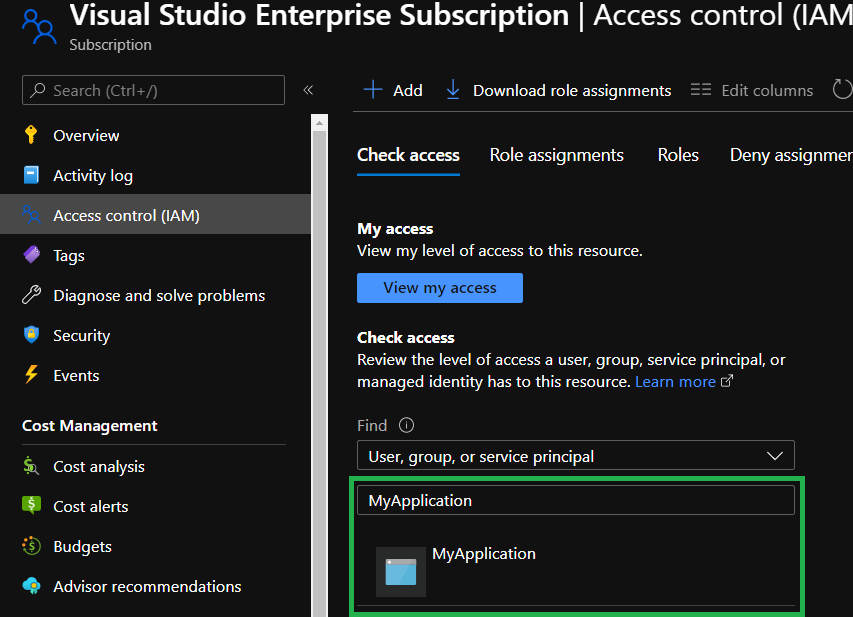 Visual Studio Enterprise Subscription | Access control (IAM
Subscription
Search (Ctrl+/)
«
Add
Download role assignments
Edit columns
Overview
Activity log
Access control (IAM)
Tags
Diagnose and solve problems
Security
Events
Cost Management
Cost analysis
Cost alerts
Budgets
Advisor recommendations
Check access
Role assignments
Roles
Deny assignmen
My access
View my level of access to this resource.
View my access
Check access
Review the level of access a user, group, service principal, or
managed identity has to this resource. Learn more
Find
User, group, or service principal
MyApplication
MyApplication